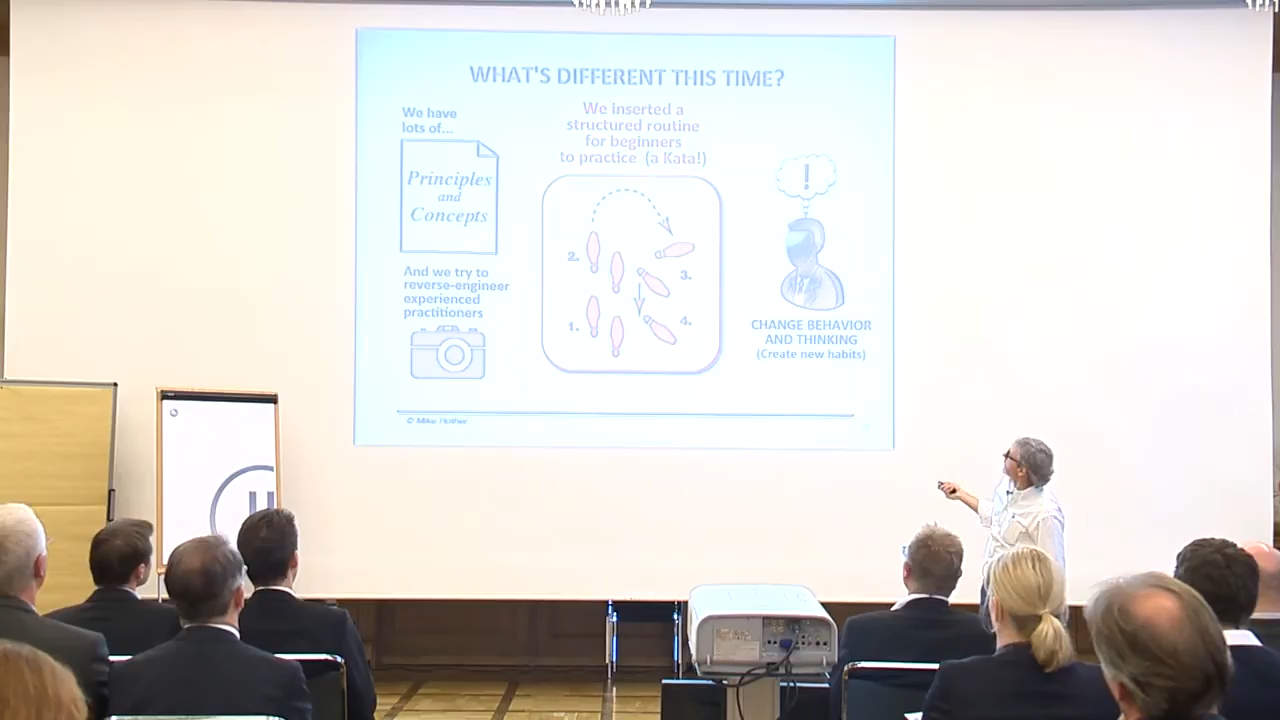 WHAT'S DIFFERENT THIS TIME?
We have
lots of...
Principles
and
Concepts
And we try to
reverse-engineer
experienced
practitioners
We inserted a
structured routine
for beginners
to practice (a Kata!)
2.
3.
1.
4.
!
CHANGE BEHAVIOR
AND THINKING
(Create new habits)
© Mike Rother